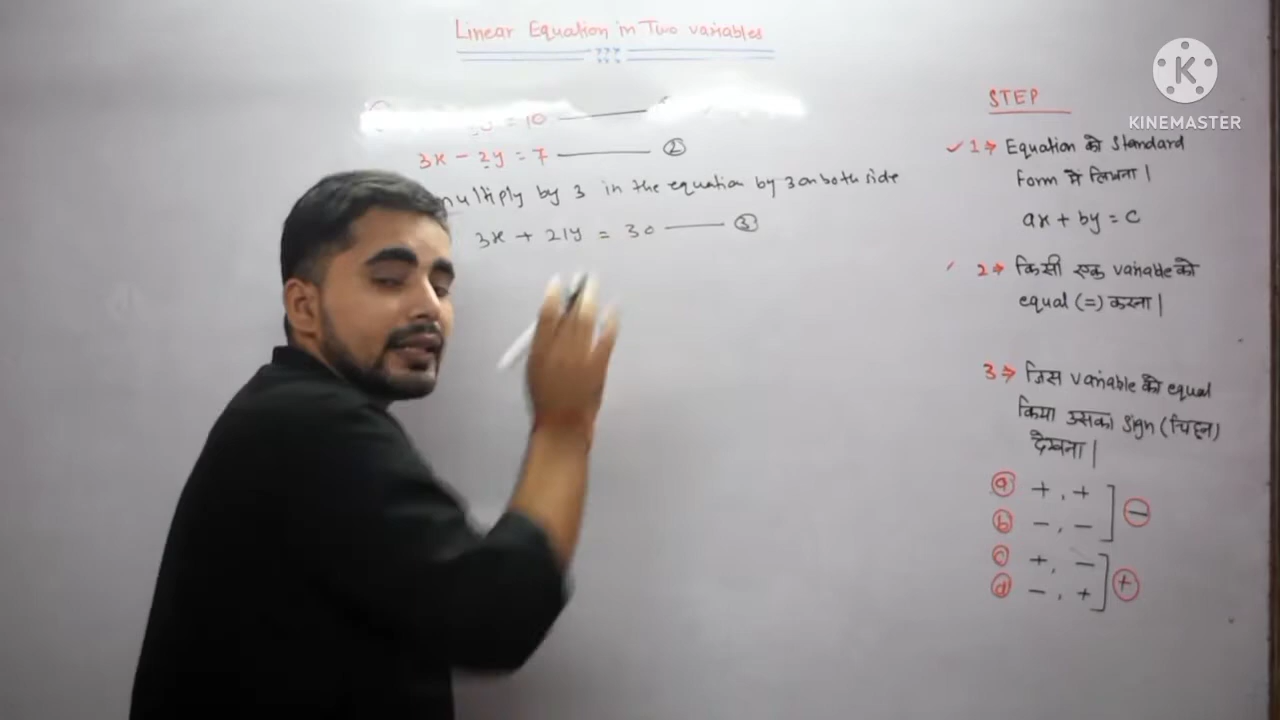 Linear Equation in Two variables
= 10
3x - 2y = 7 ②
multiply by 3 in the equation by 3 on both side
3x + 21y = 30 ③
STEP
1→ Equation को Standard
form में लिखना |
ax + by = c
2→ किसी एक variable को
equal (=) करना |
3→ जिस variable को equal
किया उसका sign (चिह्न)
देखना |
ⓐ +, +
ⓑ -, -
⊖
ⓒ +, -
ⓓ -, +
⊕
K
KINEMASTER